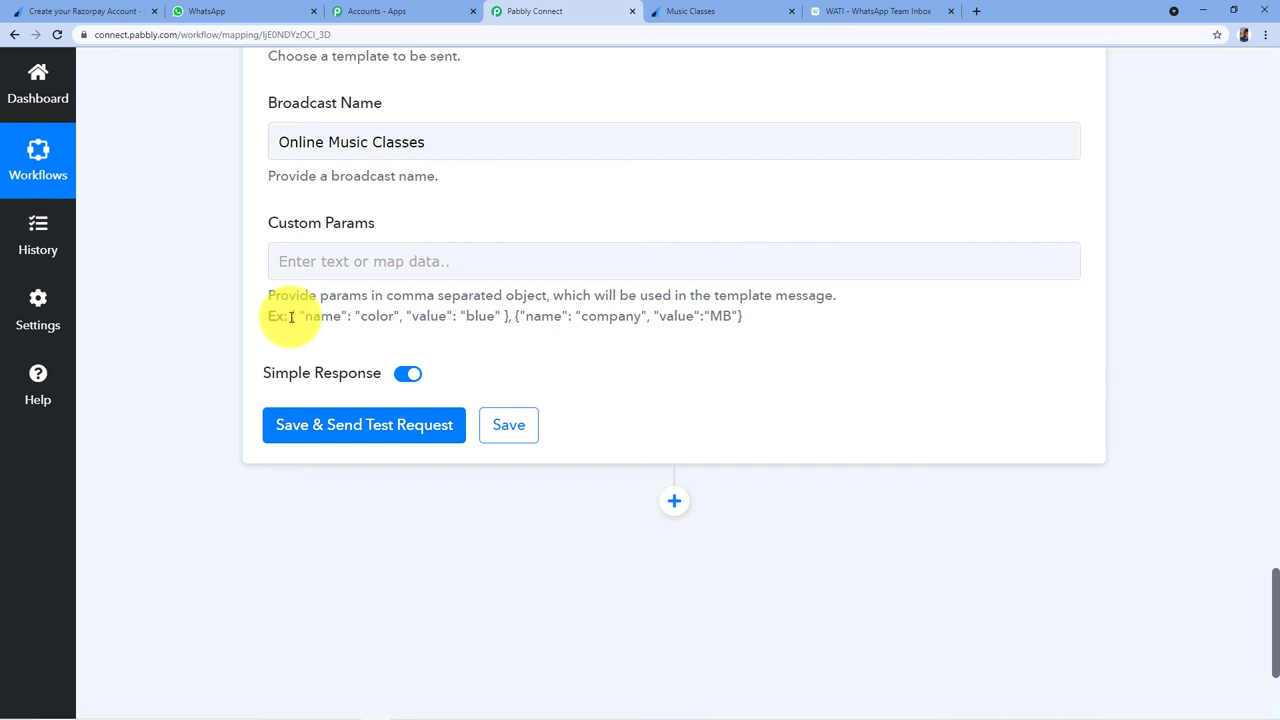 Create your Razorpay Account -
WhatsApp
Accounts - Apps
Pabbly Connect
Music Classes
WATI - WhatsApp Team Inbox
connect.pabbly.com/workflow/mapping/IjE0NDYzOCI_3D
Dashboard
Workflows
History
Settings
Help
Choose a template to be sent.
Broadcast Name
Online Music Classes
Provide a broadcast name.
Custom Params
Enter text or map data..
Provide params in comma separated object, which will be used in the template message.
Ex: { "name": "color", "value": "blue" }, {"name": "company", "value":"MB"}
Simple Response
Save & Send Test Request
Save